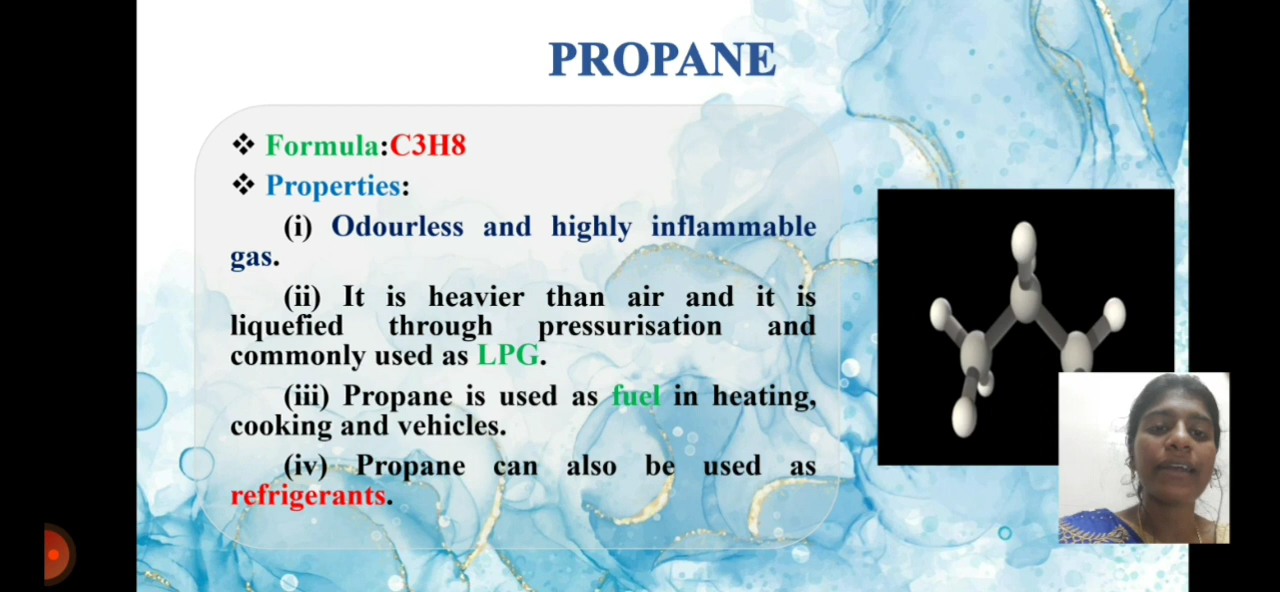 PROPANE
❖ Formula:C3H8
❖ Properties:
(i) Odourless and highly inflammable
gas.
(ii) It is heavier than air and it is
liquefied through pressurisation and
commonly used as LPG.
(iii) Propane is used as fuel in heating,
cooking and vehicles.
(iv) Propane can also be used as
refrigerants.